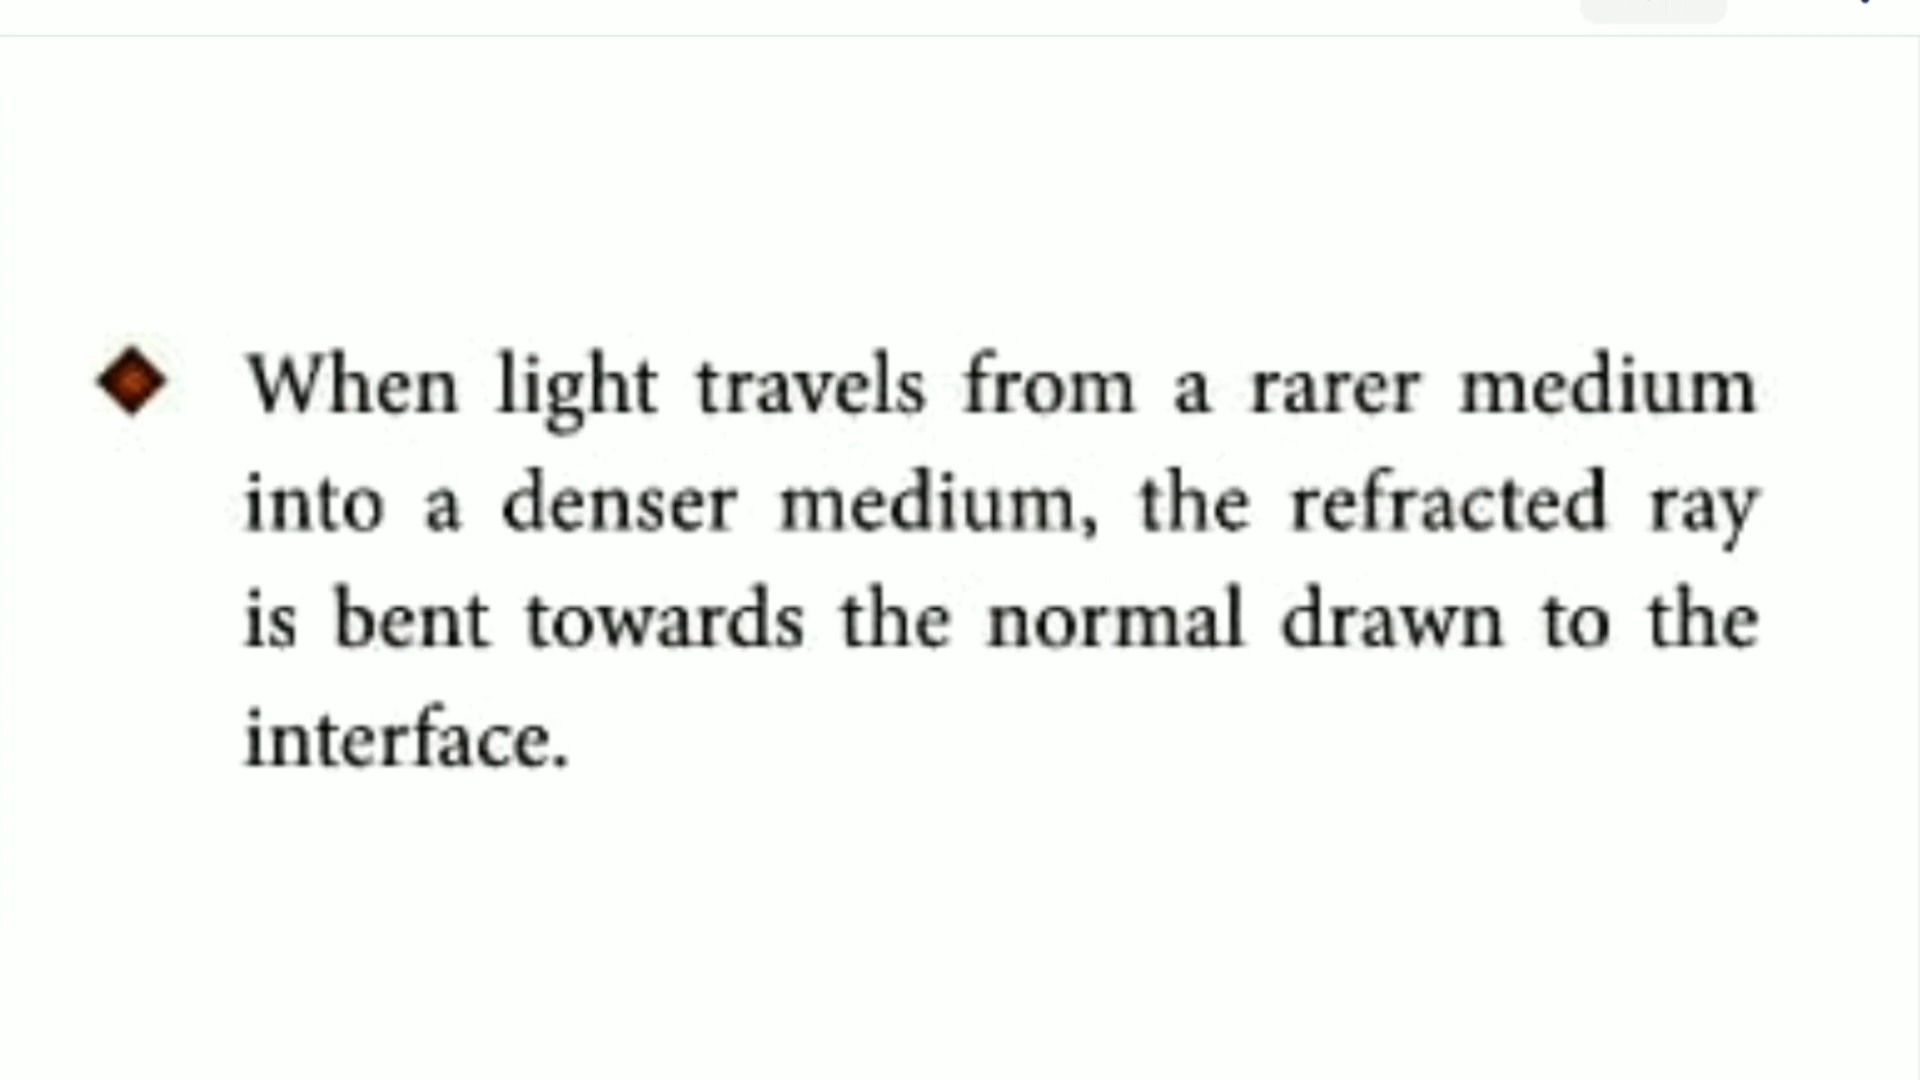 When light travels from a rarer medium
into a denser medium, the refracted ray
is bent towards the normal drawn to the
interface.